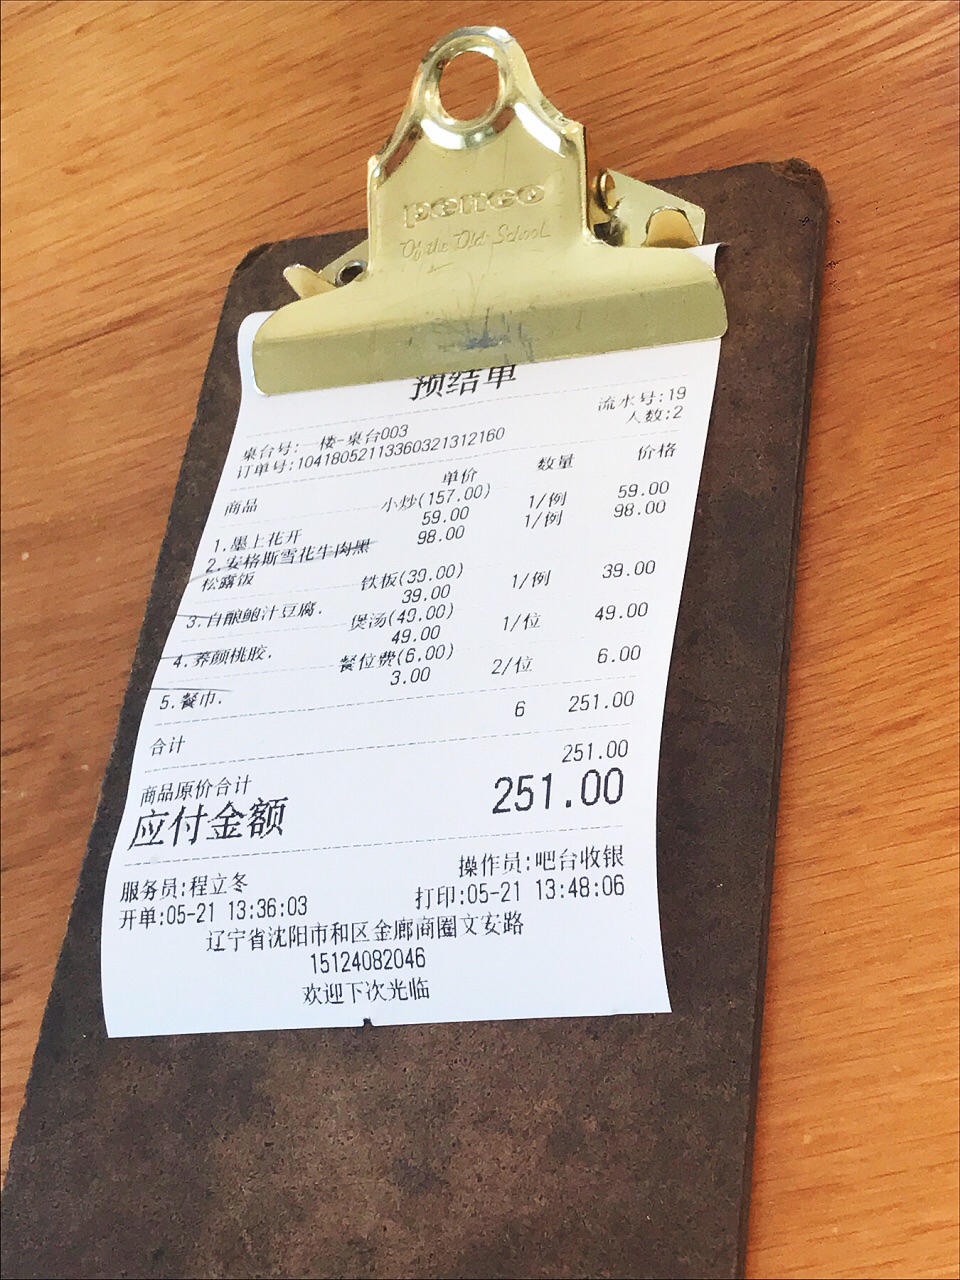 penco
Of the Old School
预结单
流水号:19
桌台号: 一楼-桌台003 人数:2
订单号:104180521133360321312160
商品 单价 数量 价格
小炒(157.00)
1.墨上花开 59.00 1/例 59.00
2.安格斯雪花牛肉黑 98.00 1/例 98.00
松露饭
铁板(39.00)
3.自酿鲍汁豆腐. 39.00 1/例 39.00
煲汤(49.00)
4.养颜桃胶. 49.00 1/位 49.00
餐位费(6.00)
5.餐巾. 3.00 2/位 6.00
合计 6 251.00
商品原价合计 251.00
应付金额 251.00
服务员:程立冬 操作员:吧台收银
开单:05-21 13:36:03 打印:05-21 13:48:06
辽宁省沈阳市和区金廊商圈文安路
15124082046
欢迎下次光临